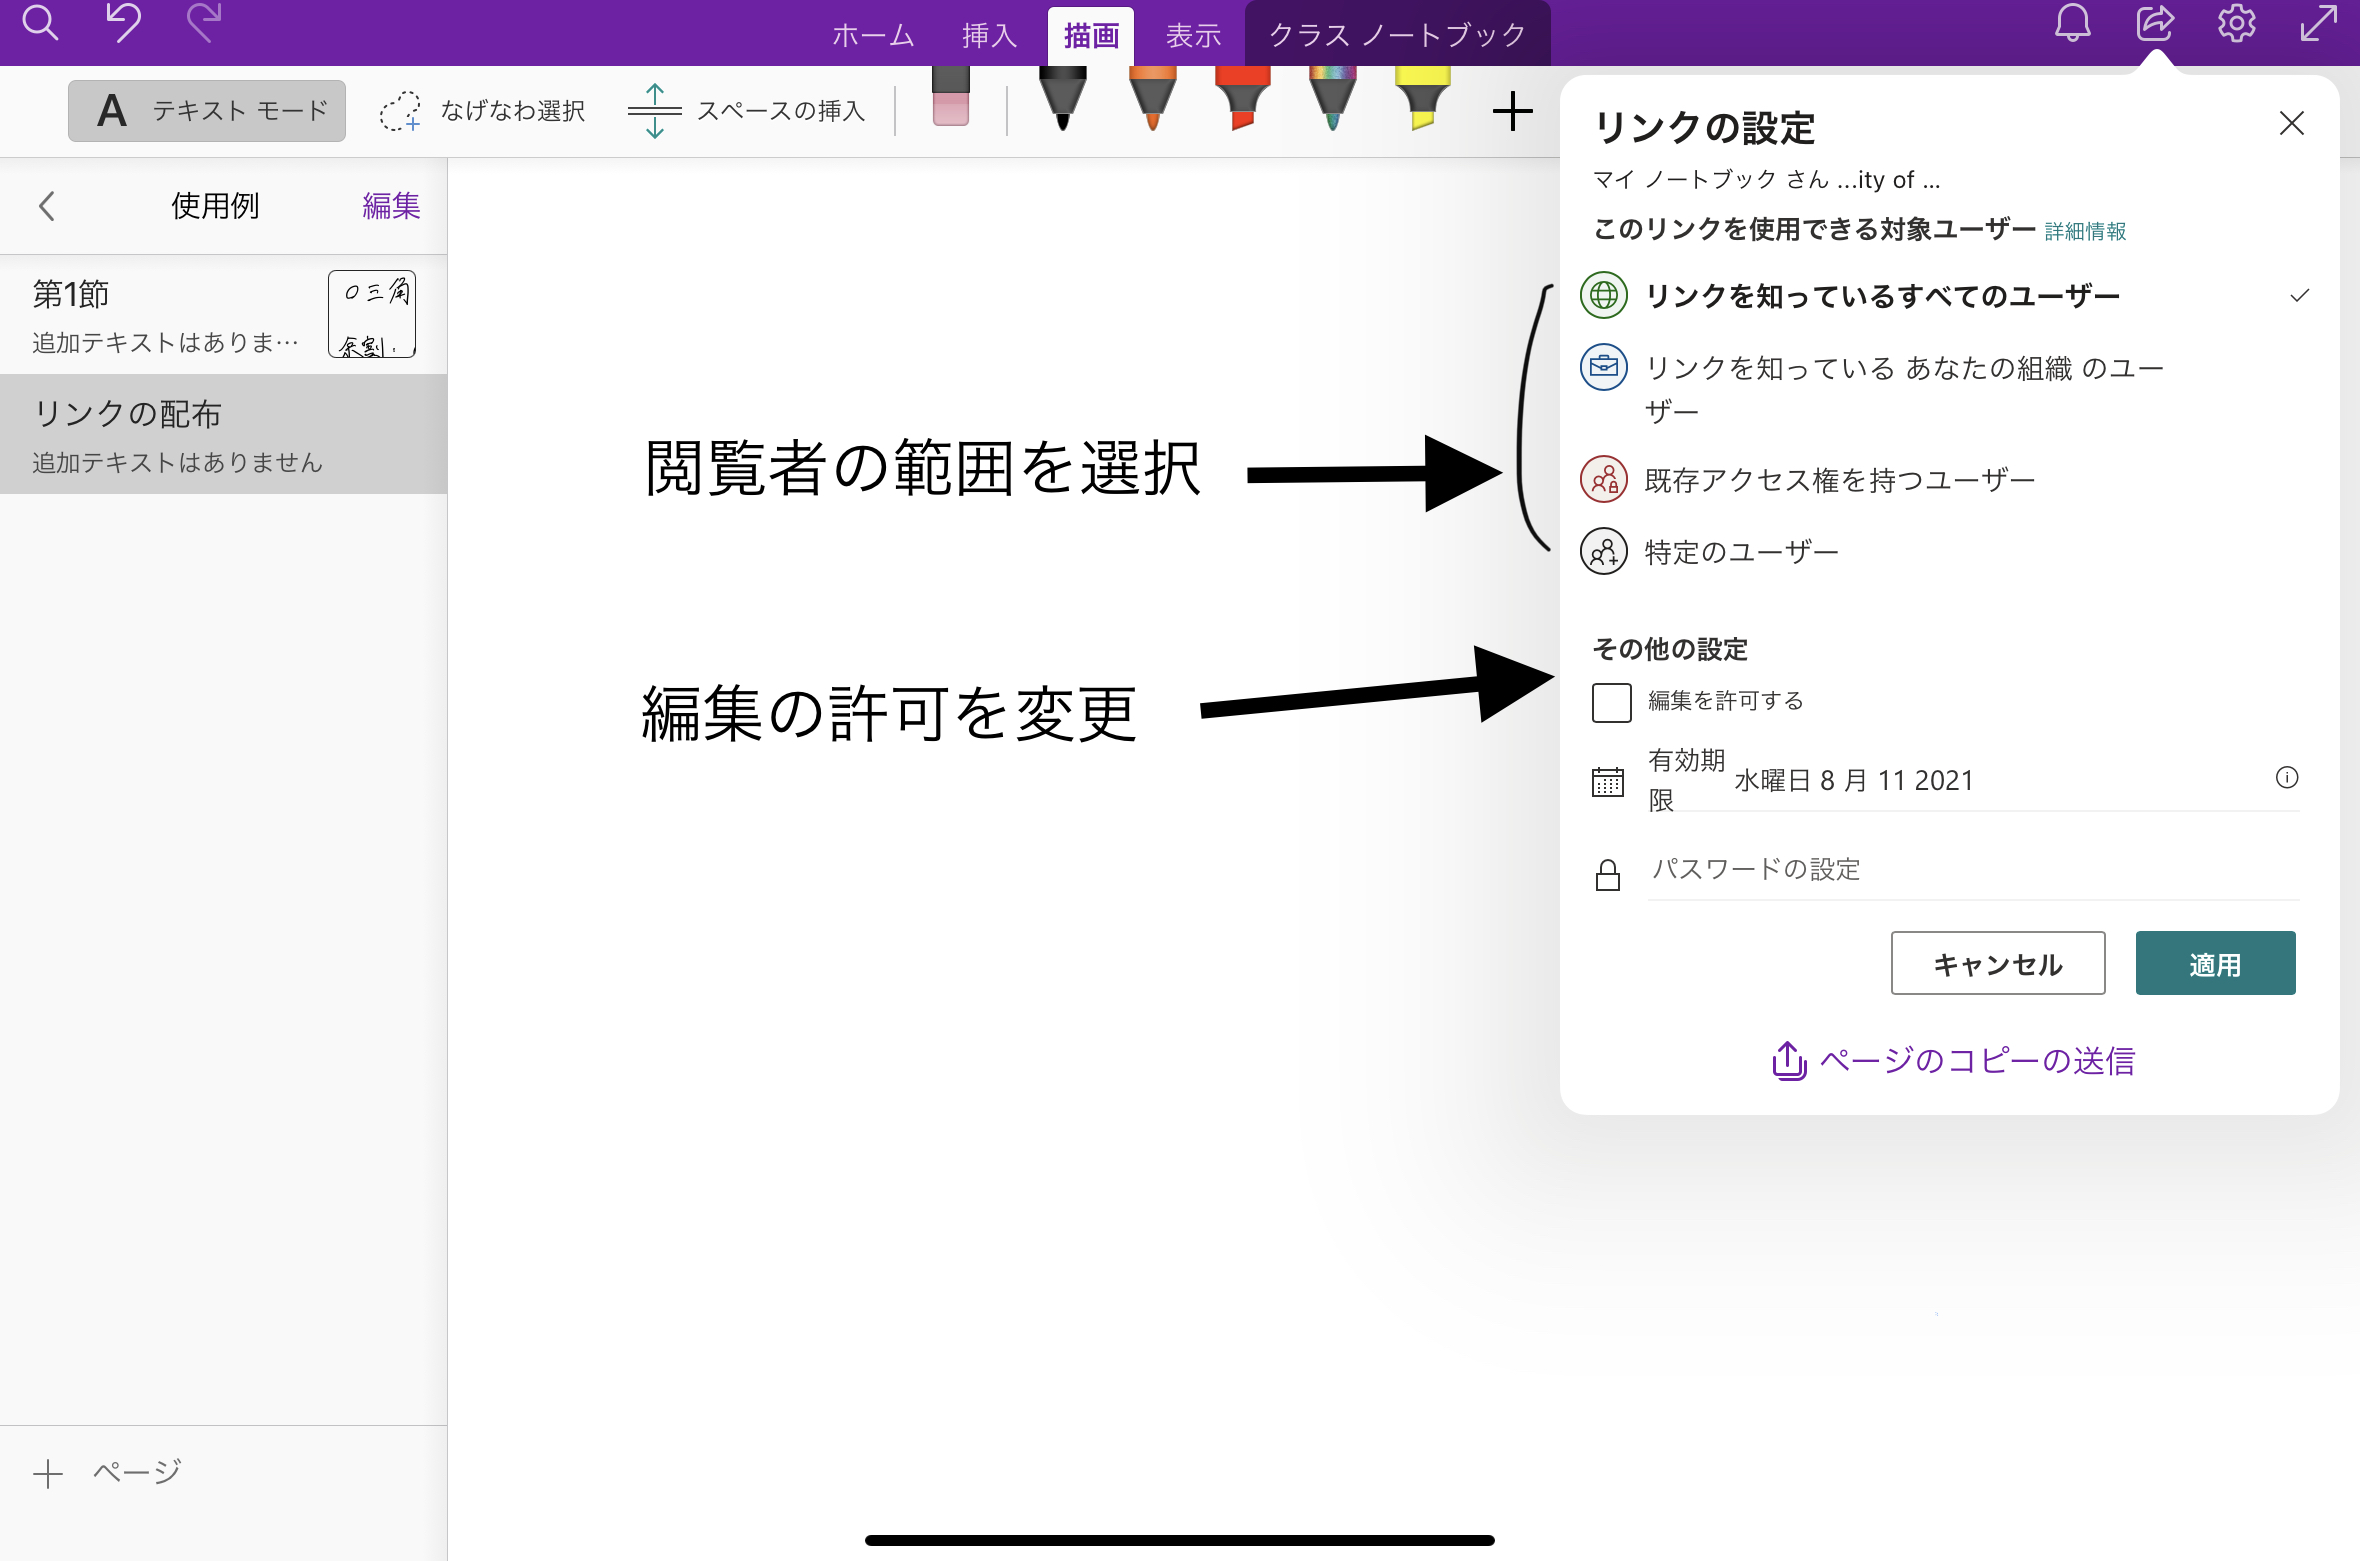 ホーム 挿入 描画 表示 クラス ノートブック
A テキスト モード なげなわ選択 スペースの挿入
使用例 編集
第1節
追加テキストはありま…
〇三角
余割
リンクの配布
追加テキストはありません
ページ
閲覧者の範囲を選択
編集の許可を変更
リンクの設定
マイ ノートブック さん ...ity of ...
このリンクを使用できる対象ユーザー 詳細情報
リンクを知っているすべてのユーザー
リンクを知っている あなたの組織 のユー
ザー
既存アクセス権を持つユーザー
特定のユーザー
その他の設定
編集を許可する
有効期
限
水曜日 8 月 11 2021
パスワードの設定
キャンセル 適用
ページのコピーの送信